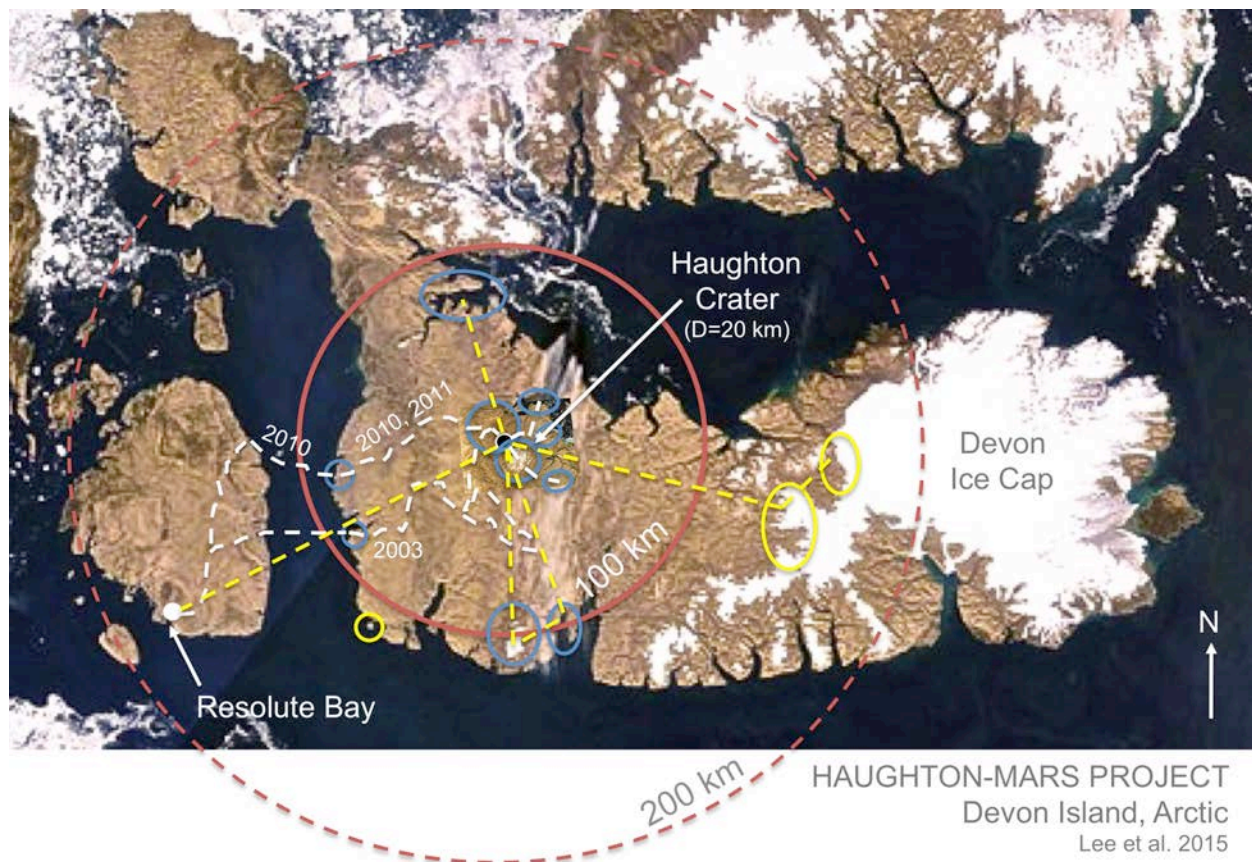 Haughton
Crater
(D=20 km)
2010, 2011
2010
2003
100 km
Devon
Ice Cap
N
Resolute Bay
200 km
HAUGHTON-MARS PROJECT
Devon Island, Arctic
Lee et al. 2015